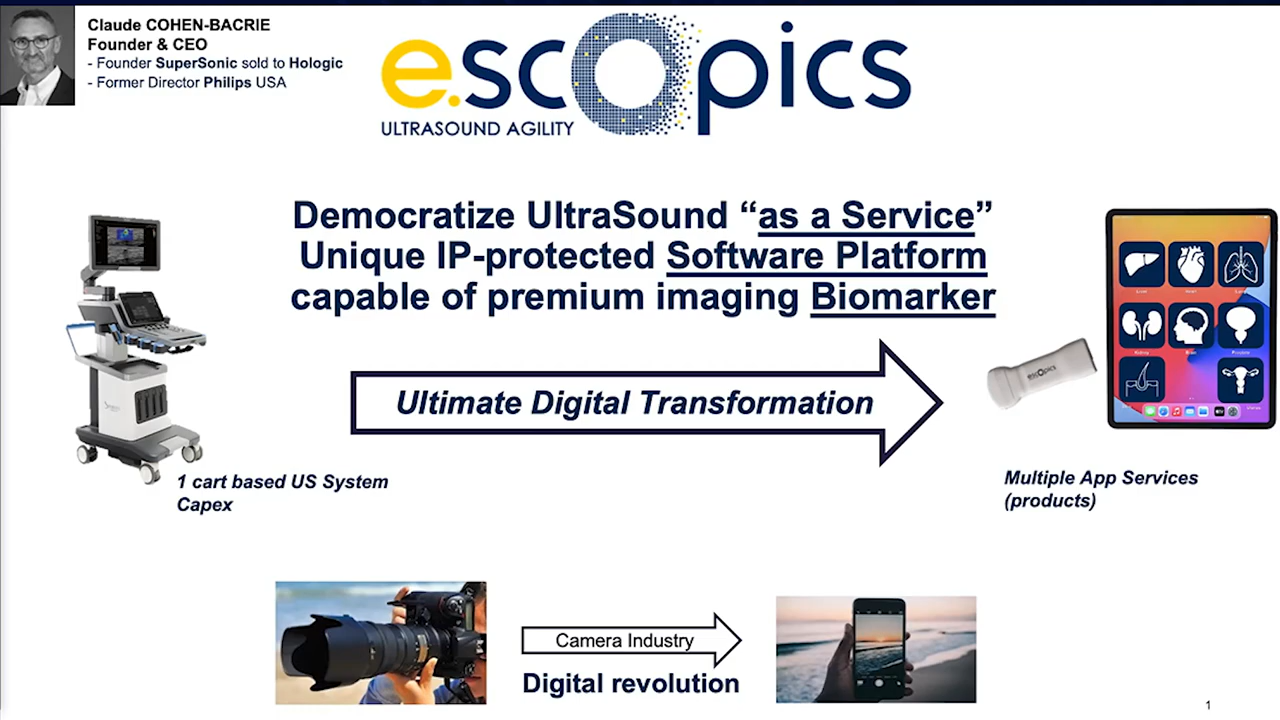 Claude COHEN-BACRIE
Founder & CEO
- Founder SuperSonic sold to Hologic
- Former Director Philips USA
e.scopics
ULTRASOUND AGILITY
Democratize UltraSound “as a Service”
Unique IP-protected Software Platform
capable of premium imaging Biomarker
Ultimate Digital Transformation
escopics
1 cart based US System
Capex
Multiple App Services
(products)
Camera Industry
Digital revolution
1